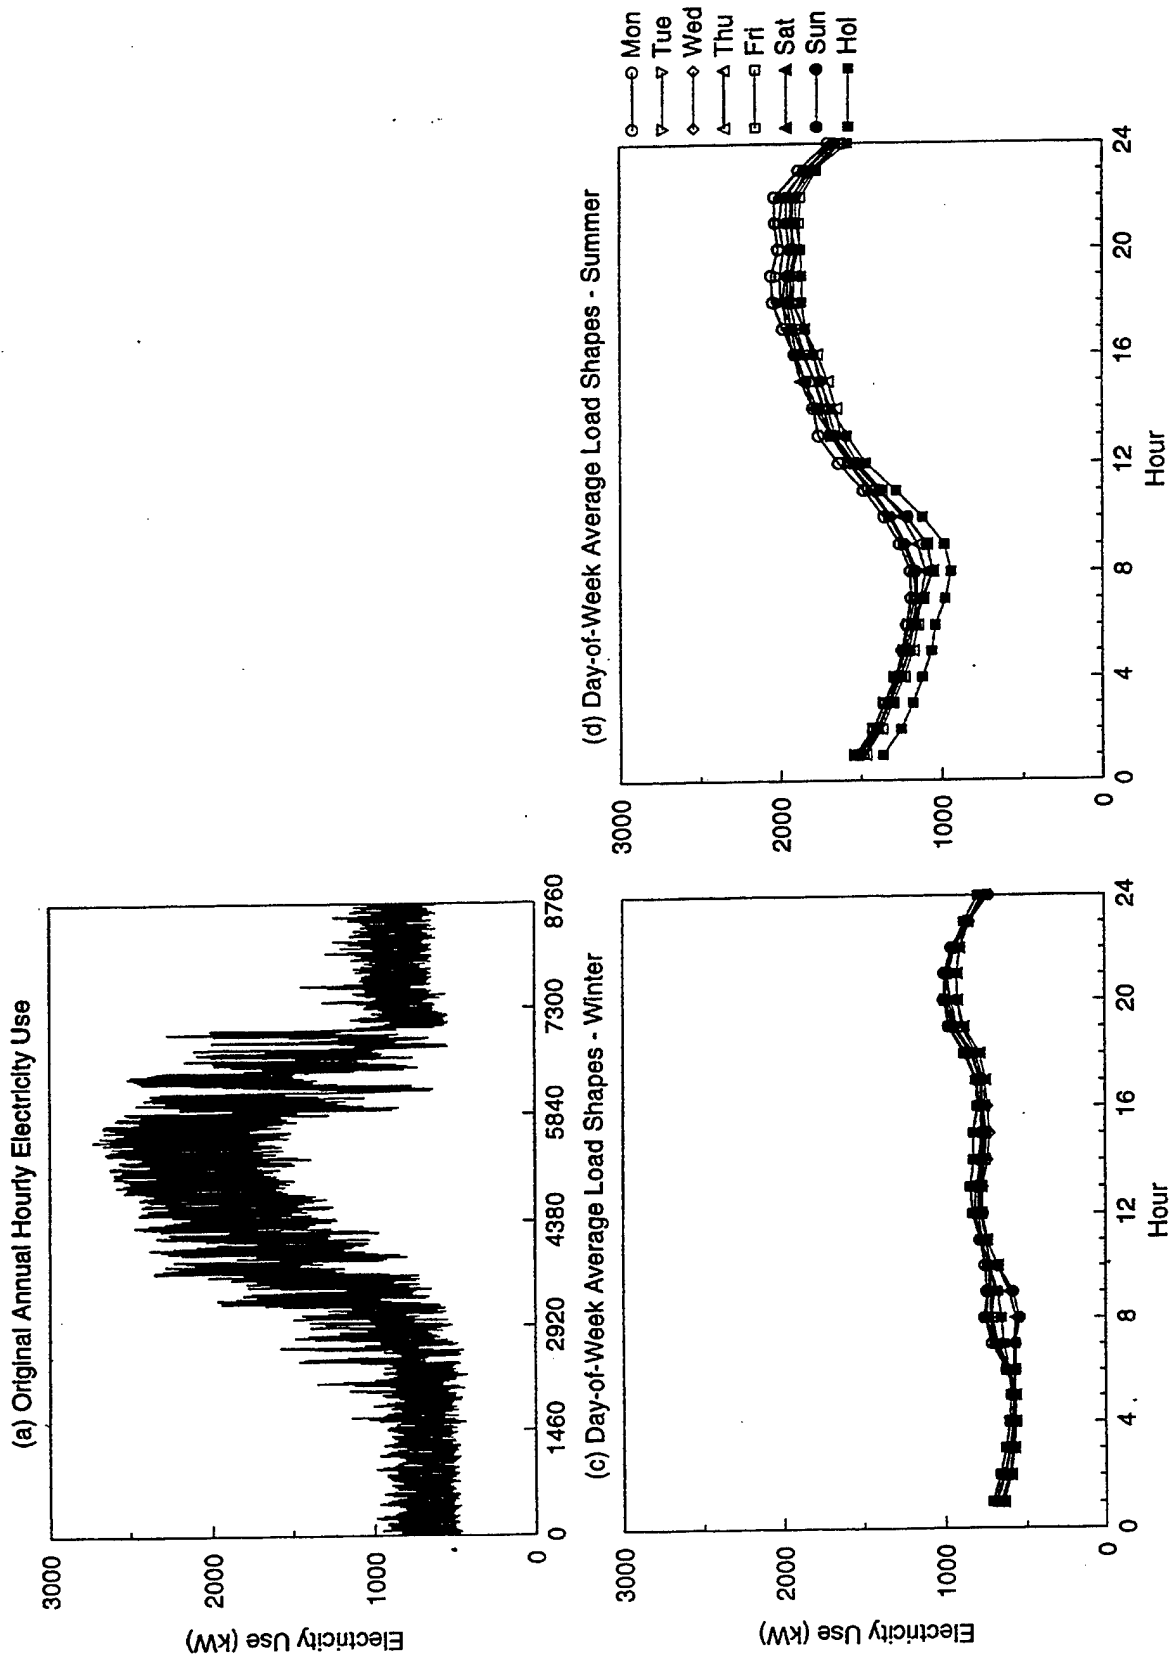 (a) Original Annual Hourly Electricity Use
Electricity Use (kW)
3000
2000
1000
0
0 1460 2920 4380 5840 7300 8760
(c) Day-of-Week Average Load Shapes - Winter
Electricity Use (kW)
3000
2000
1000
0
0 4 8 12 16 20 24
Hour
(d) Day-of-Week Average Load Shapes - Summer
3000
2000
1000
0
0 4 8 12 16 20 24
Hour
Mon
Tue
Wed
Thu
Fri
Sat
Sun
Hol